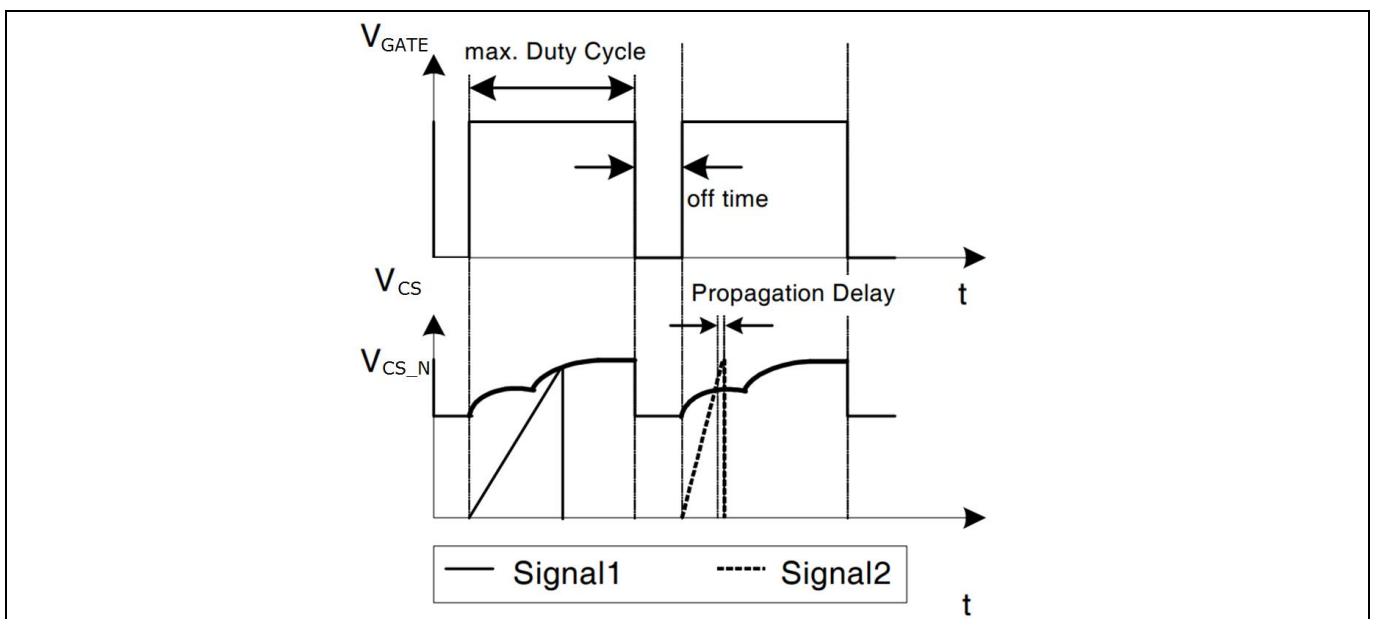 VGATE
max. Duty Cycle
off time
VCS
Propagation Delay
t
VCS_N
Signal1
Signal2
t